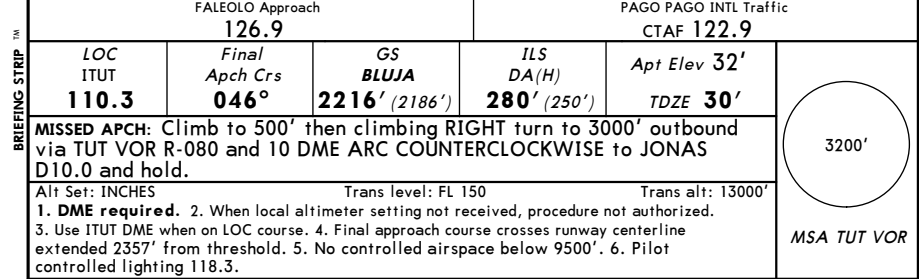 FALEOLO Approach
126.9
PAGO PAGO INTL Traffic
CTAF 122.9
BRIEFING STRIP TM
LOC
ITUT
110.3
Final
Apch Crs
046°
GS
BLUJA
2216' (2186')
ILS
DA(H)
280' (250')
Apt Elev 32'
TDZE 30'
MISSED APCH: Climb to 500' then climbing RIGHT turn to 3000' outbound
via TUT VOR R-080 and 10 DME ARC COUNTERCLOCKWISE to JONAS
D10.0 and hold.
Alt Set: INCHES Trans level: FL 150 Trans alt: 13000'
1. DME required. 2. When local altimeter setting not received, procedure not authorized.
3. Use ITUT DME when on LOC course. 4. Final approach course crosses runway centerline
extended 2357' from threshold. 5. No controlled airspace below 9500'. 6. Pilot
controlled lighting 118.3.
3200'
MSA TUT VOR